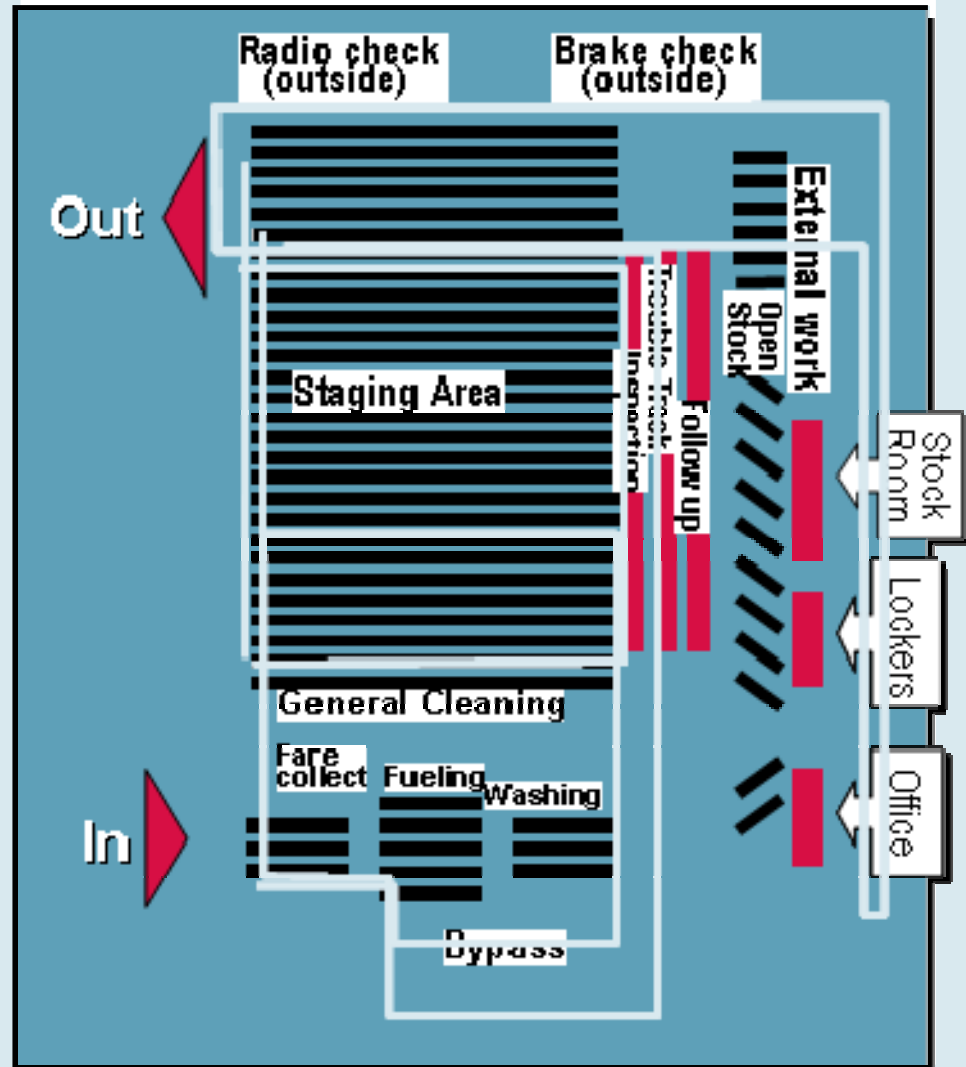 Radio check
(outside)
Brake check
(outside)
Out
External work
Open
Stock
Trouble Track
Inspection
Follow up
Staging Area
Stock
Room
Lockers
General Cleaning
Fare
collect
Fueling
Washing
Office
In
Bypass